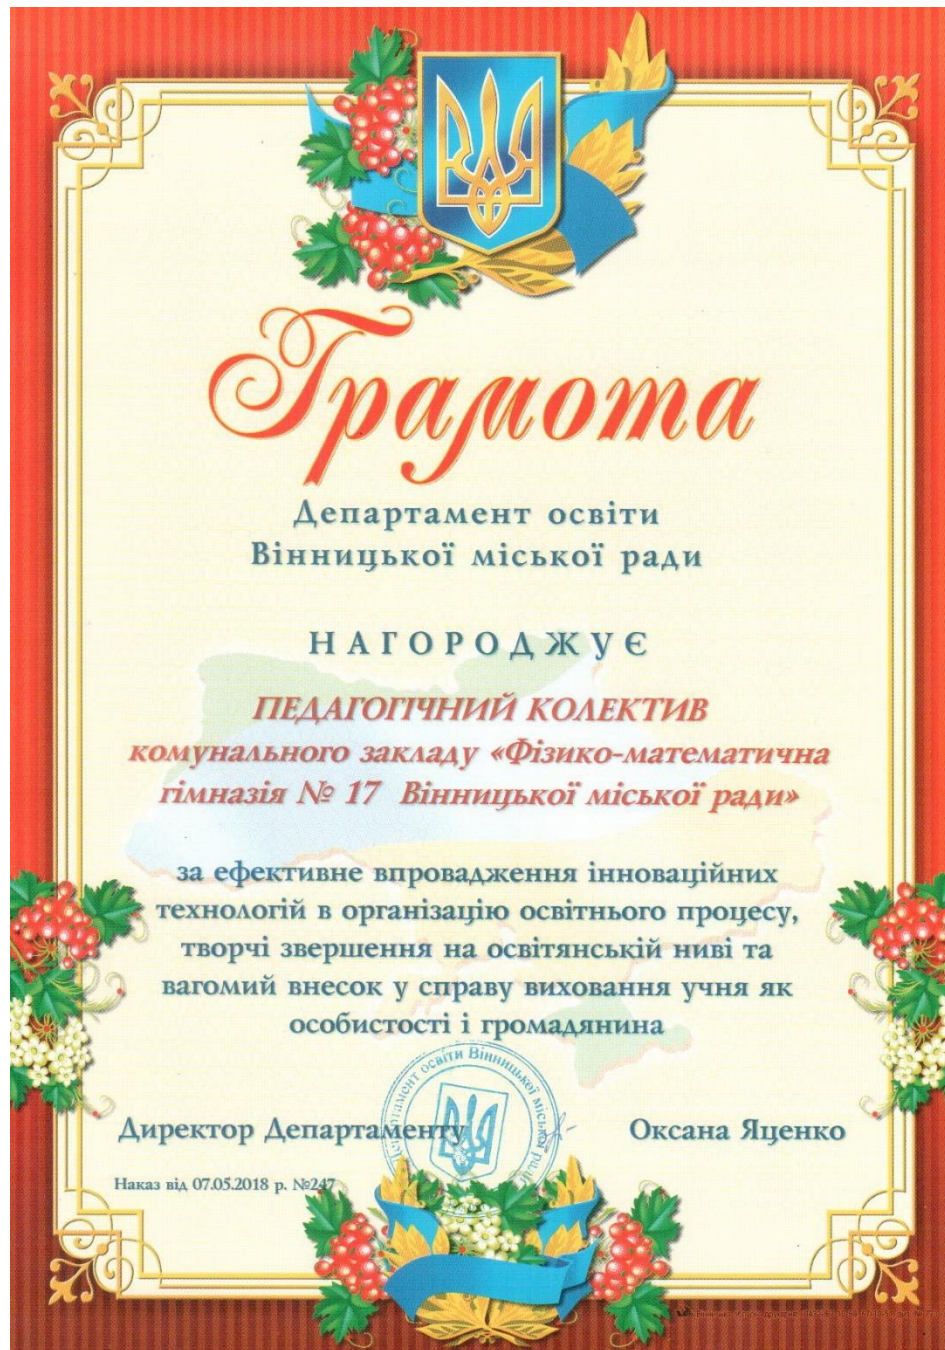 Грамота
Департамент освіти
Вінницької міської ради
НАГОРОДЖУЄ
ПЕДАГОГІЧНИЙ КОЛЕКТИВ
комунального закладу «Фізико-математична
гімназія № 17 Вінницької міської ради»
за ефективне впровадження інноваційних
технологій в організацію освітнього процесу,
творчі звершення на освітянській ниві та
вагомий внесок у справу виховання учня як
особистості і громадянина
Департамент освіти Вінницької міської ради
Директор Департаменту Оксана Яценко
Наказ від 07.05.2018 р. №247